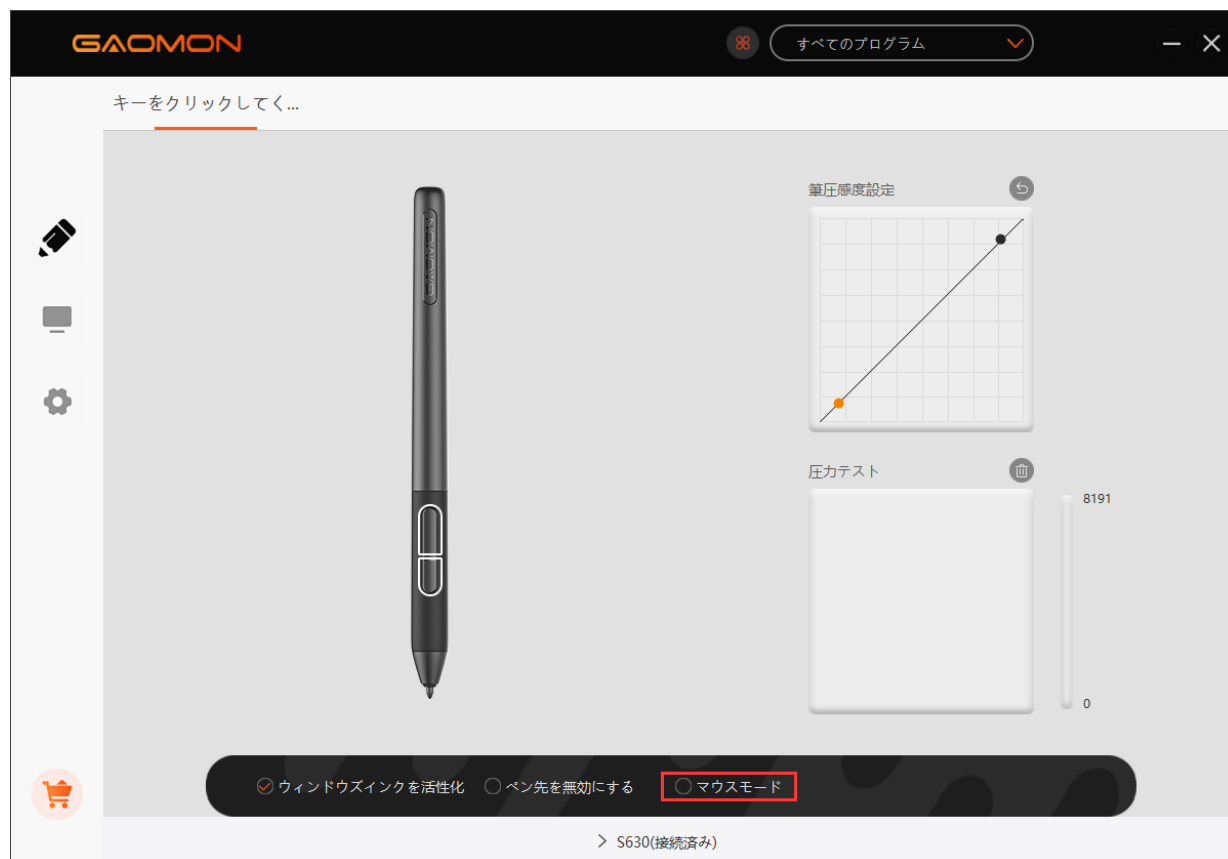 GAOMON
すべてのプログラム
キーをクリックしてく...
筆圧感度設定
GAOMON
圧力テスト
8191
0
ウィンドウズインクを活性化
ペン先を無効にする
マウスモード
S630(接続済み)